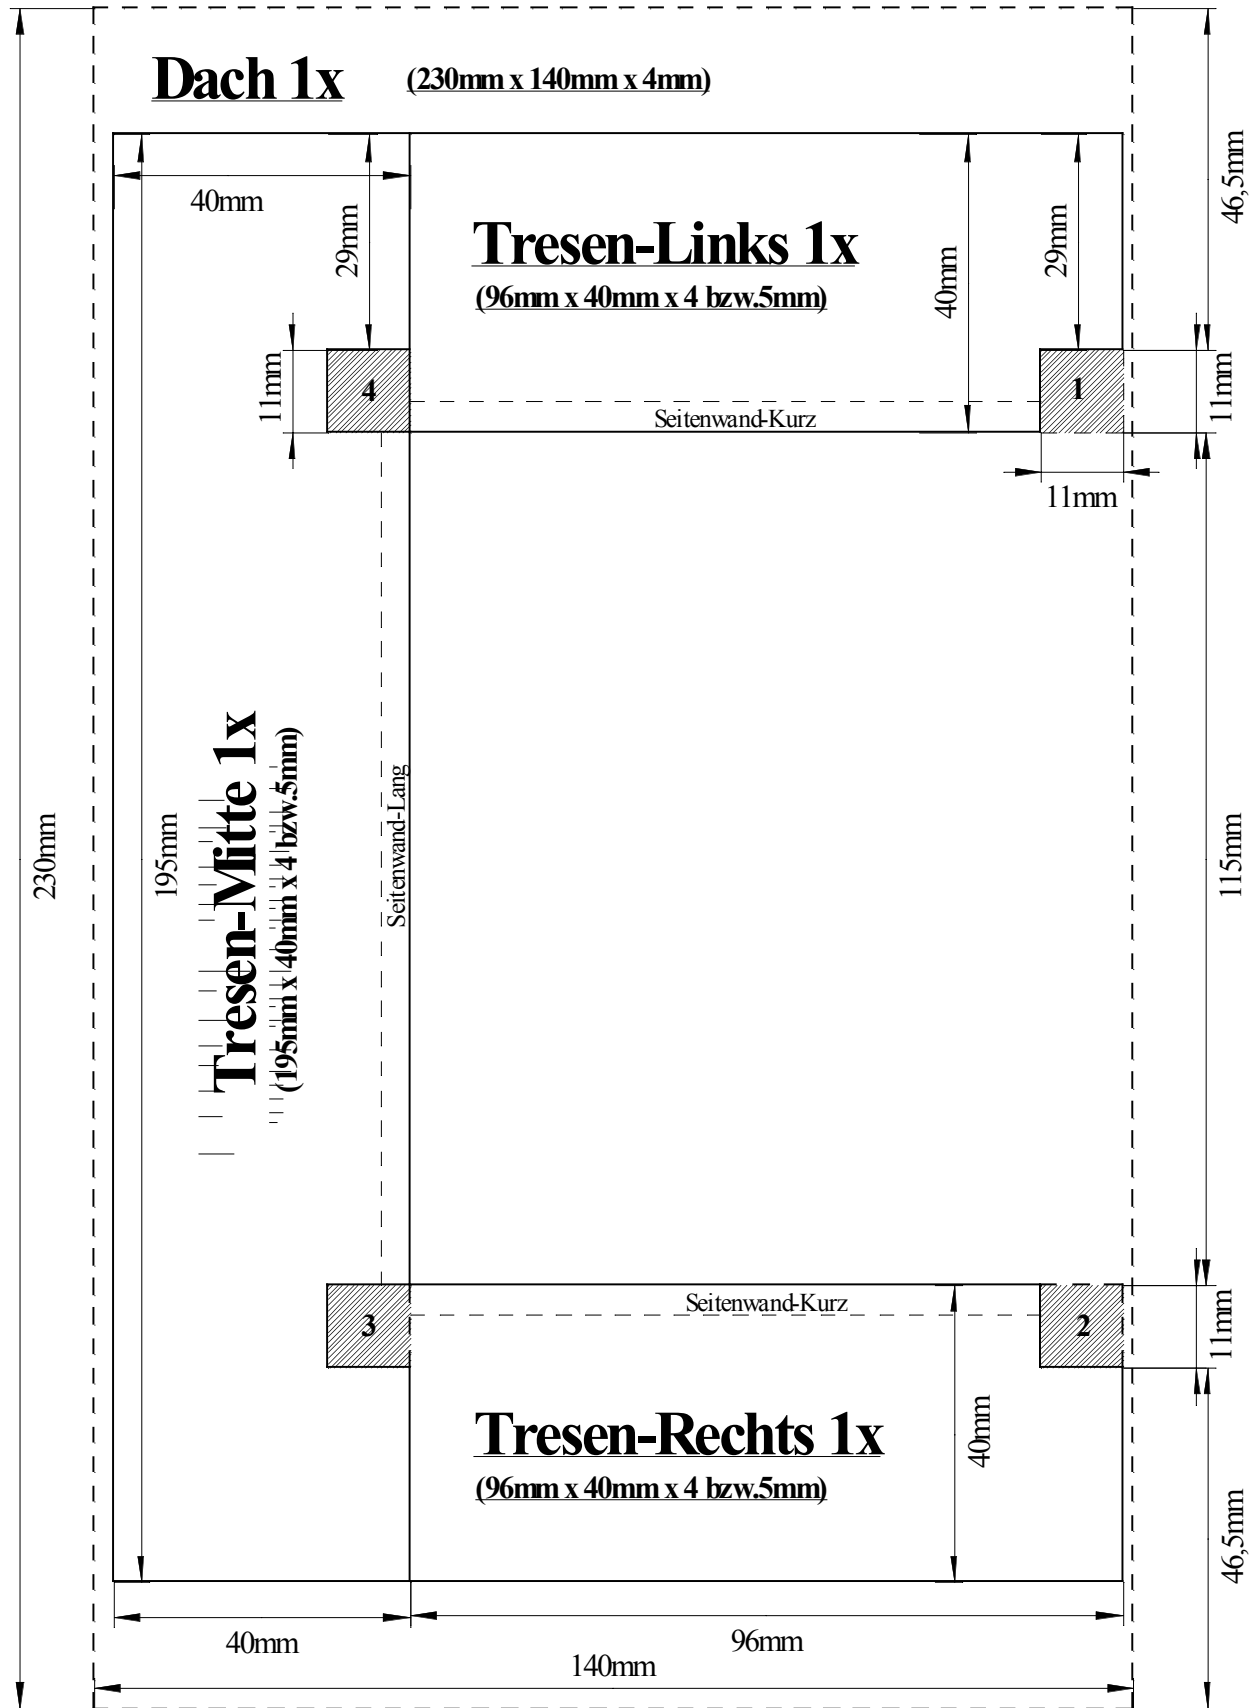 Dach 1x (230mm x 140mm x 4mm)
46,5mm
40mm
29mm
Tresen-Links 1x
(96mm x 40mm x 4 bzw.5mm)
40mm
29mm
11mm
4
1
11mm
Seitenwand-Kurz
11mm
230mm
195mm
Tresen-Mitte 1x
(195mm x 40mm x 4 bzw.5mm)
Seitenwand-Lang
115mm
Seitenwand-Kurz
3
2
11mm
Tresen-Rechts 1x
(96mm x 40mm x 4 bzw.5mm)
40mm
46,5mm
40mm
96mm
140mm